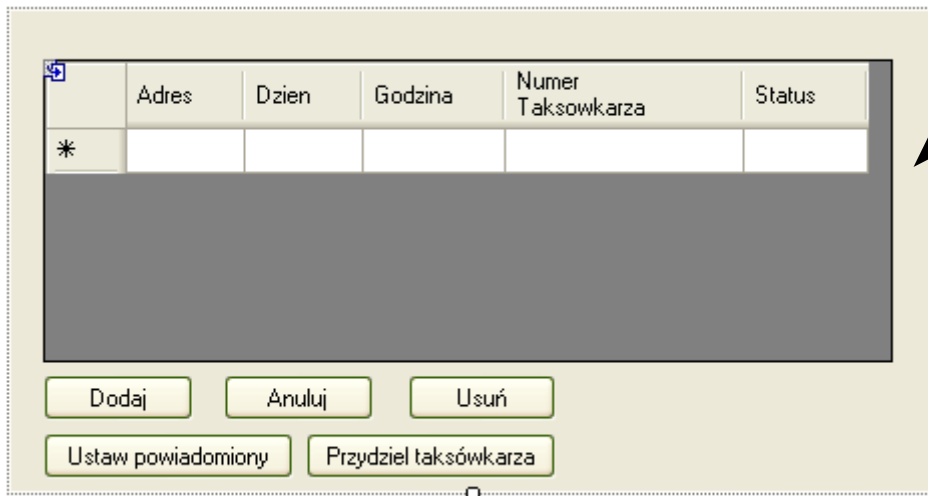 Adres Dzien Godzina Numer Taksowkarza Status
Dodaj Anuluj Usuń
Ustaw powiadomiony Przydziel taksówkarza